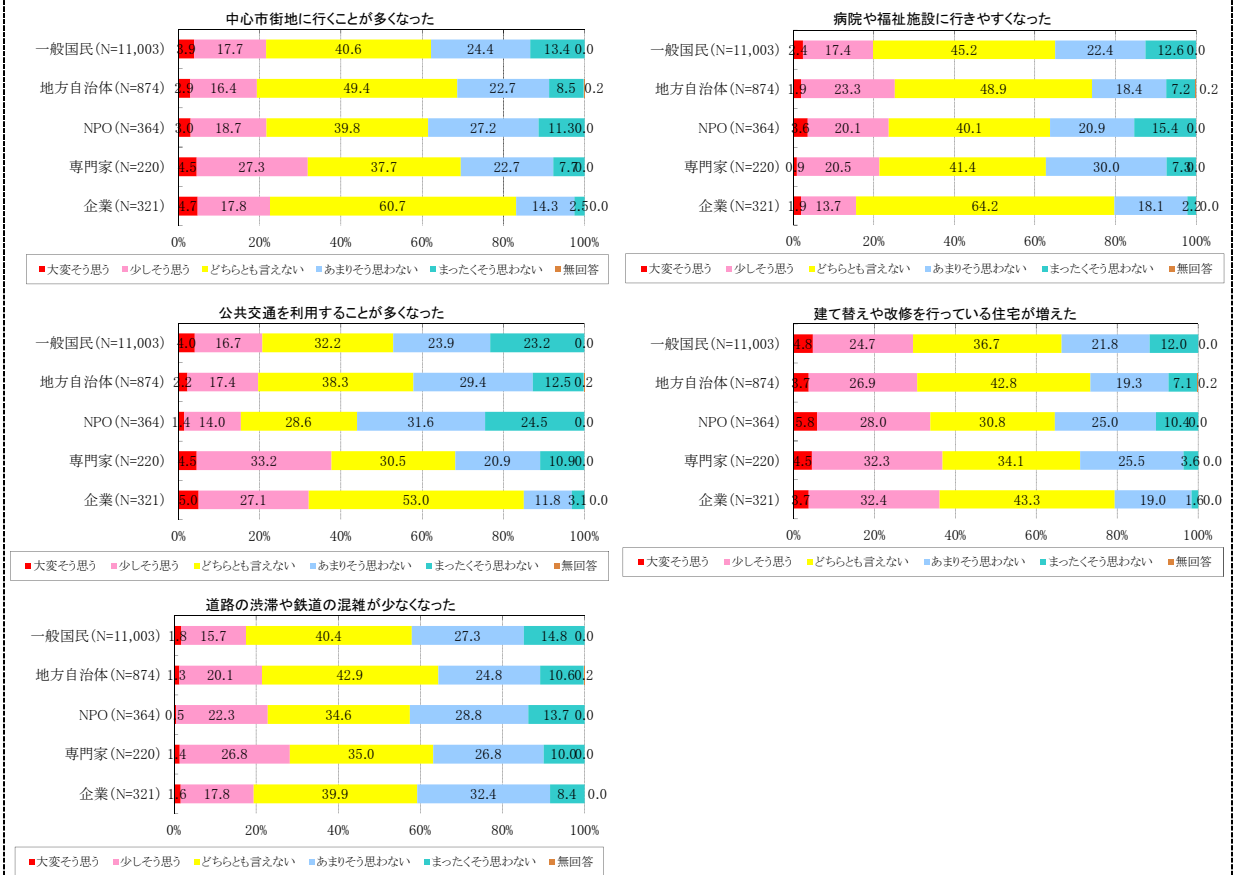 中心市街地に行くことが多くなった
一般国民(N=11,003) 3.9 17.7 40.6 24.4 13.4 0.0
地方自治体(N=874) 2.9 16.4 49.4 22.7 8.5 0.2
NPO(N=364) 3.0 18.7 39.8 27.2 11.3 0.0
専門家(N=220) 4.5 27.3 37.7 22.7 7.7 0.0
企業(N=321) 4.7 17.8 60.7 14.3 2.5 0.0
0% 20% 40% 60% 80% 100%
大変そう思う 少しそう思う どちらとも言えない あまりそう思わない まったくそう思わない 無回答
病院や福祉施設に行きやすくなった
一般国民(N=11,003) 2.4 17.4 45.2 22.4 12.6 0.0
地方自治体(N=874) 1.9 23.3 48.9 18.4 7.2 0.2
NPO(N=364) 3.6 20.1 40.1 20.9 15.4 0.0
専門家(N=220) 0.9 20.5 41.4 30.0 7.3 0.0
企業(N=321) 1.9 13.7 64.2 18.1 2.2 0.0
0% 20% 40% 60% 80% 100%
大変そう思う 少しそう思う どちらとも言えない あまりそう思わない まったくそう思わない 無回答
公共交通を利用することが多くなった
一般国民(N=11,003) 4.0 16.7 32.2 23.9 23.2 0.0
地方自治体(N=874) 2.2 17.4 38.3 29.4 12.5 0.2
NPO(N=364) 1.4 14.0 28.6 31.6 24.5 0.0
専門家(N=220) 4.5 33.2 30.5 20.9 10.9 0.0
企業(N=321) 5.0 27.1 53.0 11.8 3.1 0.0
0% 20% 40% 60% 80% 100%
大変そう思う 少しそう思う どちらとも言えない あまりそう思わない まったくそう思わない 無回答
建て替えや改修を行っている住宅が増えた
一般国民(N=11,003) 4.8 24.7 36.7 21.8 12.0 0.0
地方自治体(N=874) 3.7 26.9 42.8 19.3 7.1 0.2
NPO(N=364) 5.8 28.0 30.8 25.0 10.4 0.0
専門家(N=220) 4.5 32.3 34.1 25.5 3.6 0.0
企業(N=321) 3.7 32.4 43.3 19.0 1.6 0.0
0% 20% 40% 60% 80% 100%
大変そう思う 少しそう思う どちらとも言えない あまりそう思わない まったくそう思わない 無回答
道路の渋滞や鉄道の混雑が少なくなった
一般国民(N=11,003) 1.8 15.7 40.4 27.3 14.8 0.0
地方自治体(N=874) 1.3 20.1 42.9 24.8 10.6 0.2
NPO(N=364) 0.5 22.3 34.6 28.8 13.7 0.0
専門家(N=220) 1.4 26.8 35.0 26.8 10.0 0.0
企業(N=321) 1.6 17.8 39.9 32.4 8.4 0.0
0% 20% 40% 60% 80% 100%
大変そう思う 少しそう思う どちらとも言えない あまりそう思わない まったくそう思わない 無回答